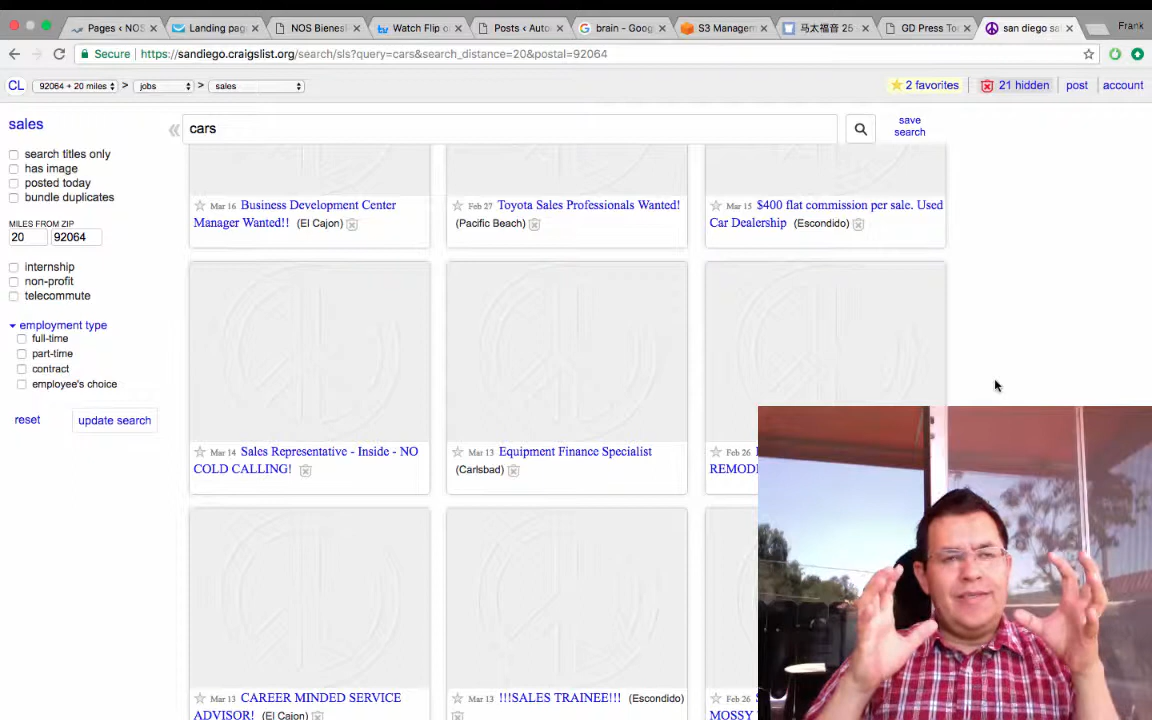 Pages ‹ NOS
Landing pag
NOS Bienes
Watch Flip o
Posts ‹ Auto
brain - Goog
S3 Managem
马太福音 25
GD Press To
san diego sa
Frank
Secure
https://sandiego.craigslist.org/search/sls?query=cars&search_distance=20&postal=92064
CL
92064 + 20 miles
>
jobs
>
sales
2 favorites
21 hidden
post
account
sales
cars
save
search
search titles only
has image
posted today
bundle duplicates
MILES FROM ZIP
20
92064
internship
non-profit
telecommute
employment type
full-time
part-time
contract
employee's choice
reset
update search
Mar 16 Business Development Center
Manager Wanted!! (El Cajon)
Feb 27 Toyota Sales Professionals Wanted!
(Pacific Beach)
Mar 15 $400 flat commission per sale. Used
Car Dealership (Escondido)
Mar 14 Sales Representative - Inside - NO
COLD CALLING!
Mar 13 Equipment Finance Specialist
(Carlsbad)
Feb 26
REMOD
Mar 13 CAREER MINDED SERVICE
ADVISOR! (El Cajon)
Mar 13 !!!SALES TRAINEE!!! (Escondido)
Feb 26
MOSSY